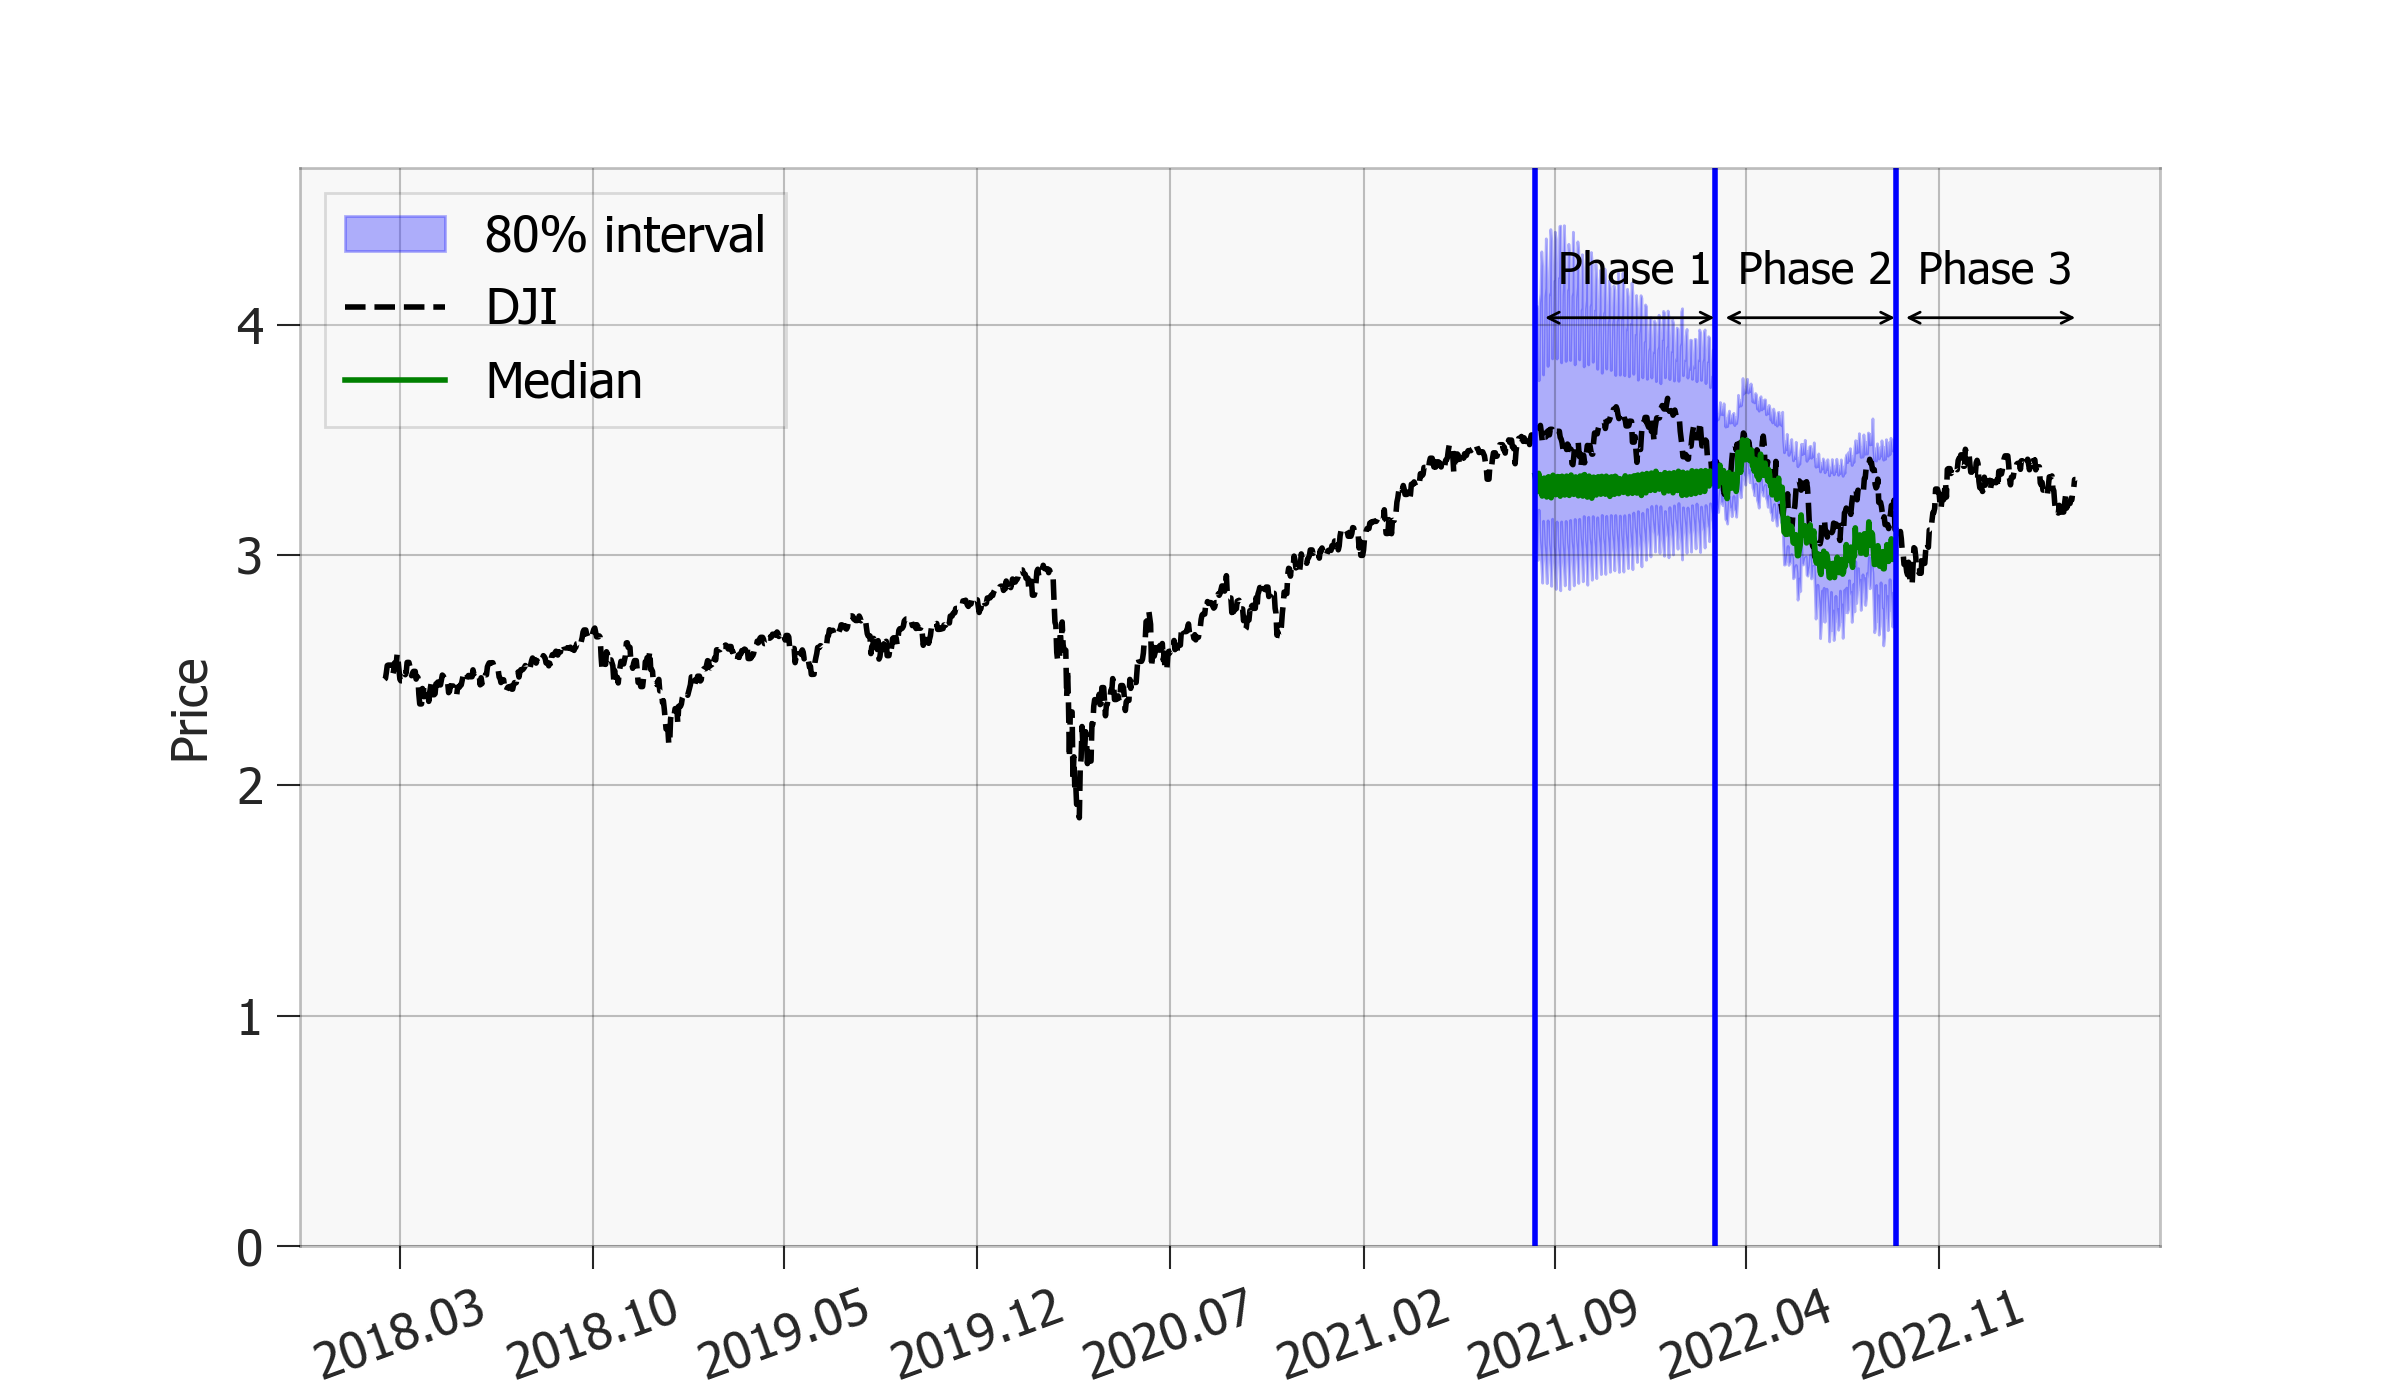 80% interval
DJI
Median
Phase 1
Phase 2
Phase 3
Price
4
3
2
1
0
2018.03
2018.10
2019.05
2019.12
2020.07
2021.02
2021.09
2022.04
2022.11